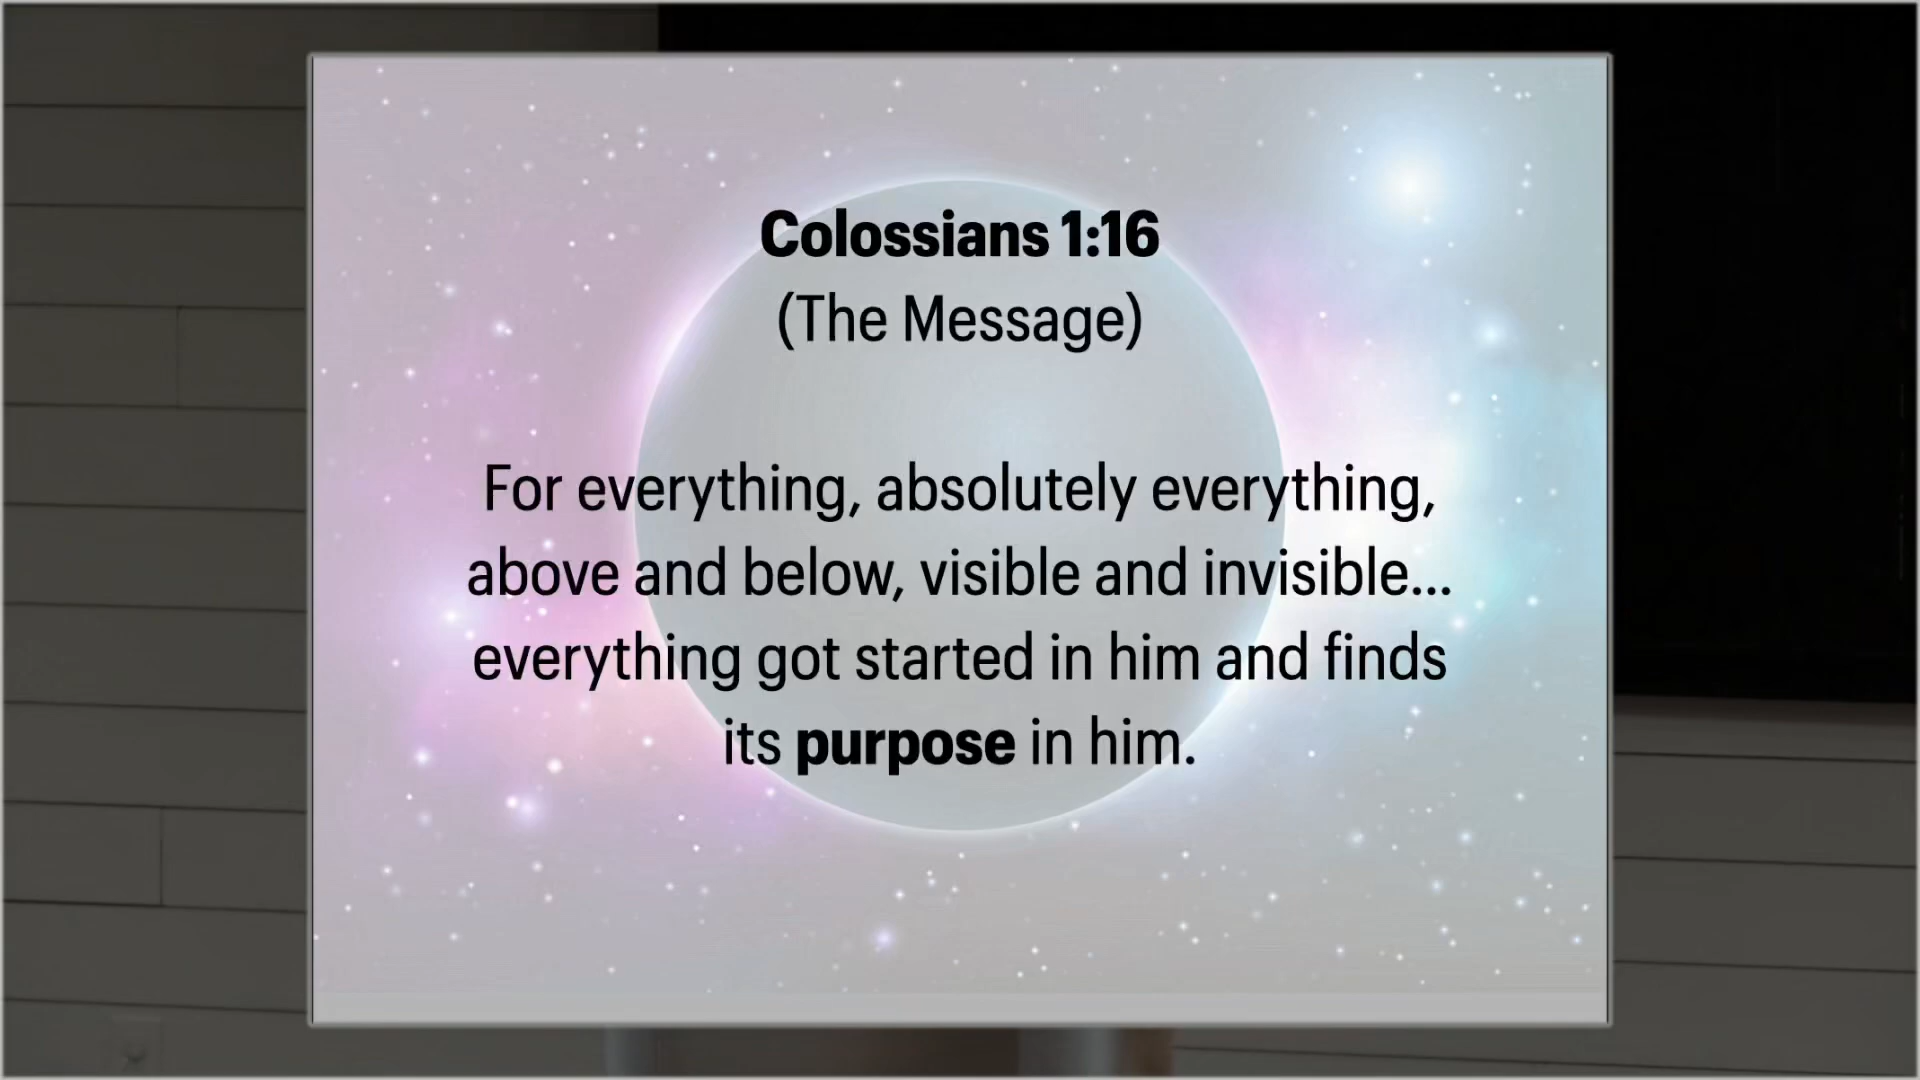 Colossians 1:16
(The Message)
For everything, absolutely everything,
above and below, visible and invisible...
everything got started in him and finds
its purpose in him.